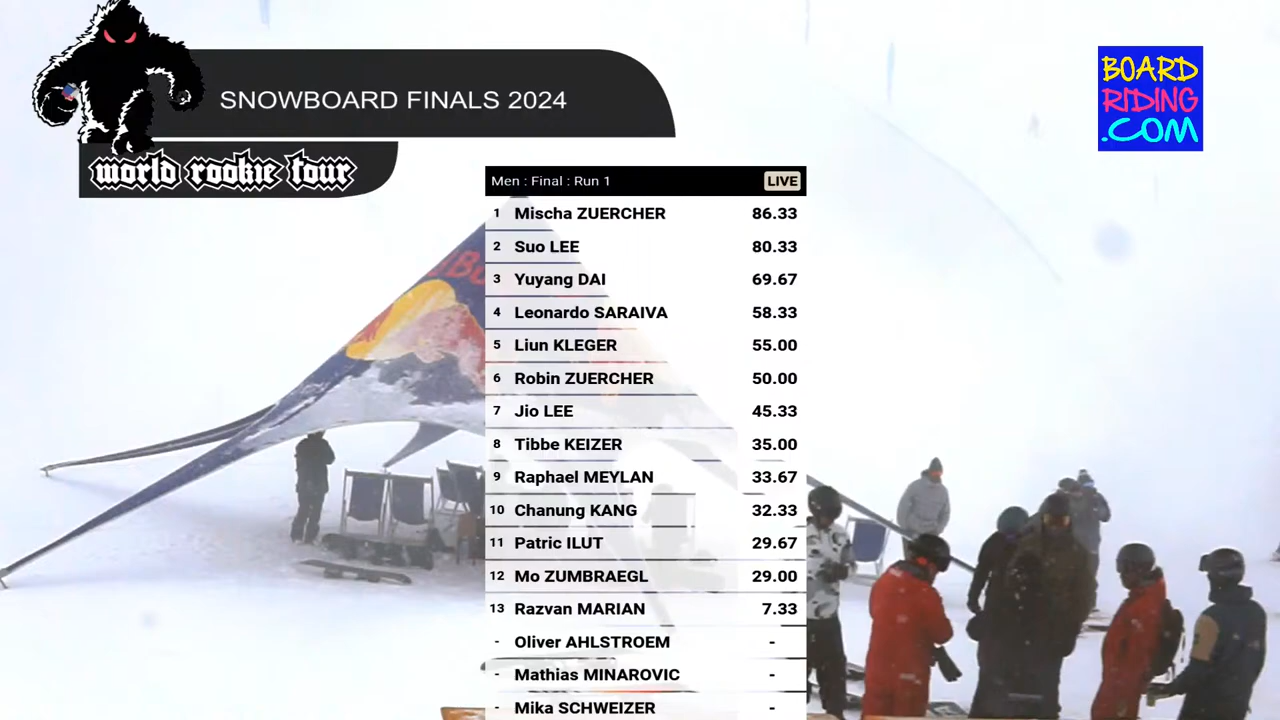 SNOWBOARD FINALS 2024
world rookie tour
BOARD
RIDING
.COM
Men : Final : Run 1 LIVE
1 Mischa ZUERCHER 86.33
2 Suo LEE 80.33
3 Yuyang DAI 69.67
4 Leonardo SARAIVA 58.33
5 Liun KLEGER 55.00
6 Robin ZUERCHER 50.00
7 Jio LEE 45.33
8 Tibbe KEIZER 35.00
9 Raphael MEYLAN 33.67
10 Chanung KANG 32.33
11 Patric ILUT 29.67
12 Mo ZUMBRAEGL 29.00
13 Razvan MARIAN 7.33
- Oliver AHLSTROEM -
- Mathias MINAROVIC -
- Mika SCHWEIZER -